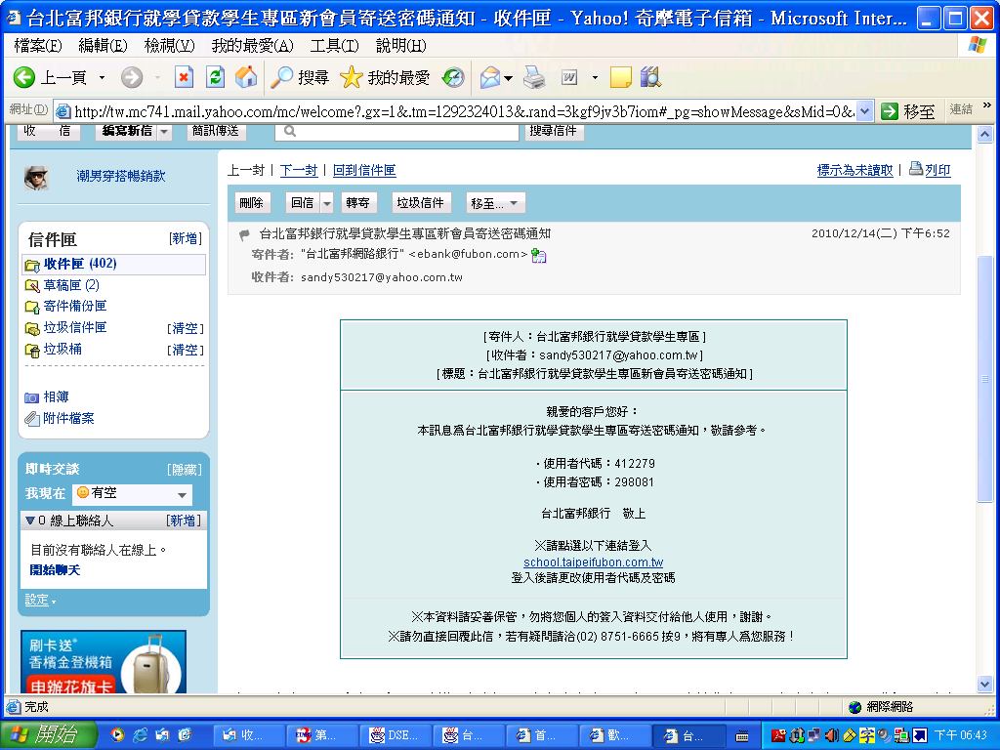 台北富邦銀行就學貸款學生專區新會員寄送密碼通知 - 收件匣 - Yahoo! 奇摩電子信箱 - Microsoft Inter...
檔案(F) 編輯(E) 檢視(V) 我的最愛(A) 工具(T) 說明(H)
上一頁 搜尋 我的最愛
網址(D) http://tw.mc741.mail.yahoo.com/mc/welcome?.gx=1&.tm=1292324013&.rand=3kgf9jv3b7iom#_pg=showMessage&sMid=0&. 移至 連結 »
收 信 編寫新信 簡訊傳送 搜尋信件
潮男穿搭暢銷款
上一封 | 下一封 | 回到信件匣 標示為未讀取 | 列印
刪除 回信 轉寄 垃圾信件 移至...
信件匣 [新增]
收件匣 (402)
草稿匣 (2)
寄件備份匣
垃圾信件匣 [清空]
垃圾桶 [清空]
相簿
附件檔案
即時交談 [隱藏]
我現在 有空
0 線上聯絡人 [新增]
目前沒有聯絡人在線上。
開始聊天
設定
刷卡送*
香檳金登機箱
申辦花旗卡
台北富邦銀行就學貸款學生專區新會員寄送密碼通知 2010/12/14(二) 下午6:52
寄件者: "台北富邦網路銀行" <ebank@fubon.com>
收件者: sandy530217@yahoo.com.tw
[寄件人：台北富邦銀行就學貸款學生專區]
[收件者：sandy530217@yahoo.com.tw]
[標題：台北富邦銀行就學貸款學生專區新會員寄送密碼通知]
親愛的客戶您好：
本訊息爲台北富邦銀行就學貸款學生專區寄送密碼通知，敬請參考。
‧使用者代碼：412279
‧使用者密碼：298081
台北富邦銀行　敬上
※請點選以下連結登入
school.taipeifubon.com.tw
登入後請更改使用者代碼及密碼
※本資料請妥善保管，勿將您個人的簽入資料交付給他人使用，謝謝。
※請勿直接回覆此信，若有疑問請洽(02) 8751-6665 按9，將有專人爲您服務！
完成 網際網路
開始 收... 第... DSE... 台... 首... 歡... 台... 下午 06:43